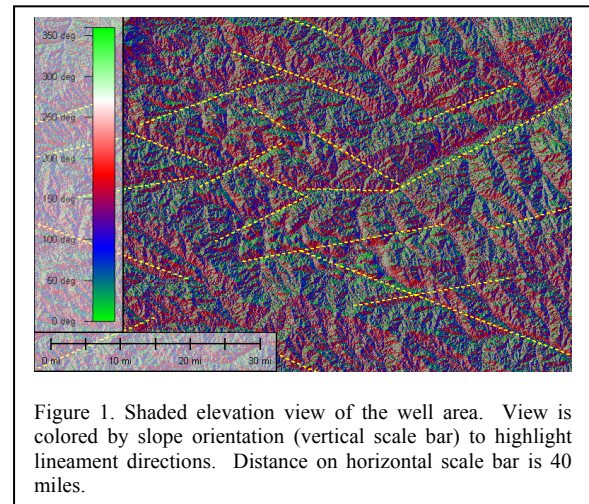 350 deg
300 deg
250 deg
200 deg
150 deg
100 deg
50 deg
0 deg
0 mi 10 mi 20 mi 30 mi
Figure 1. Shaded elevation view of the well area. View is
colored by slope orientation (vertical scale bar) to highlight
lineament directions. Distance on horizontal scale bar is 40
miles.